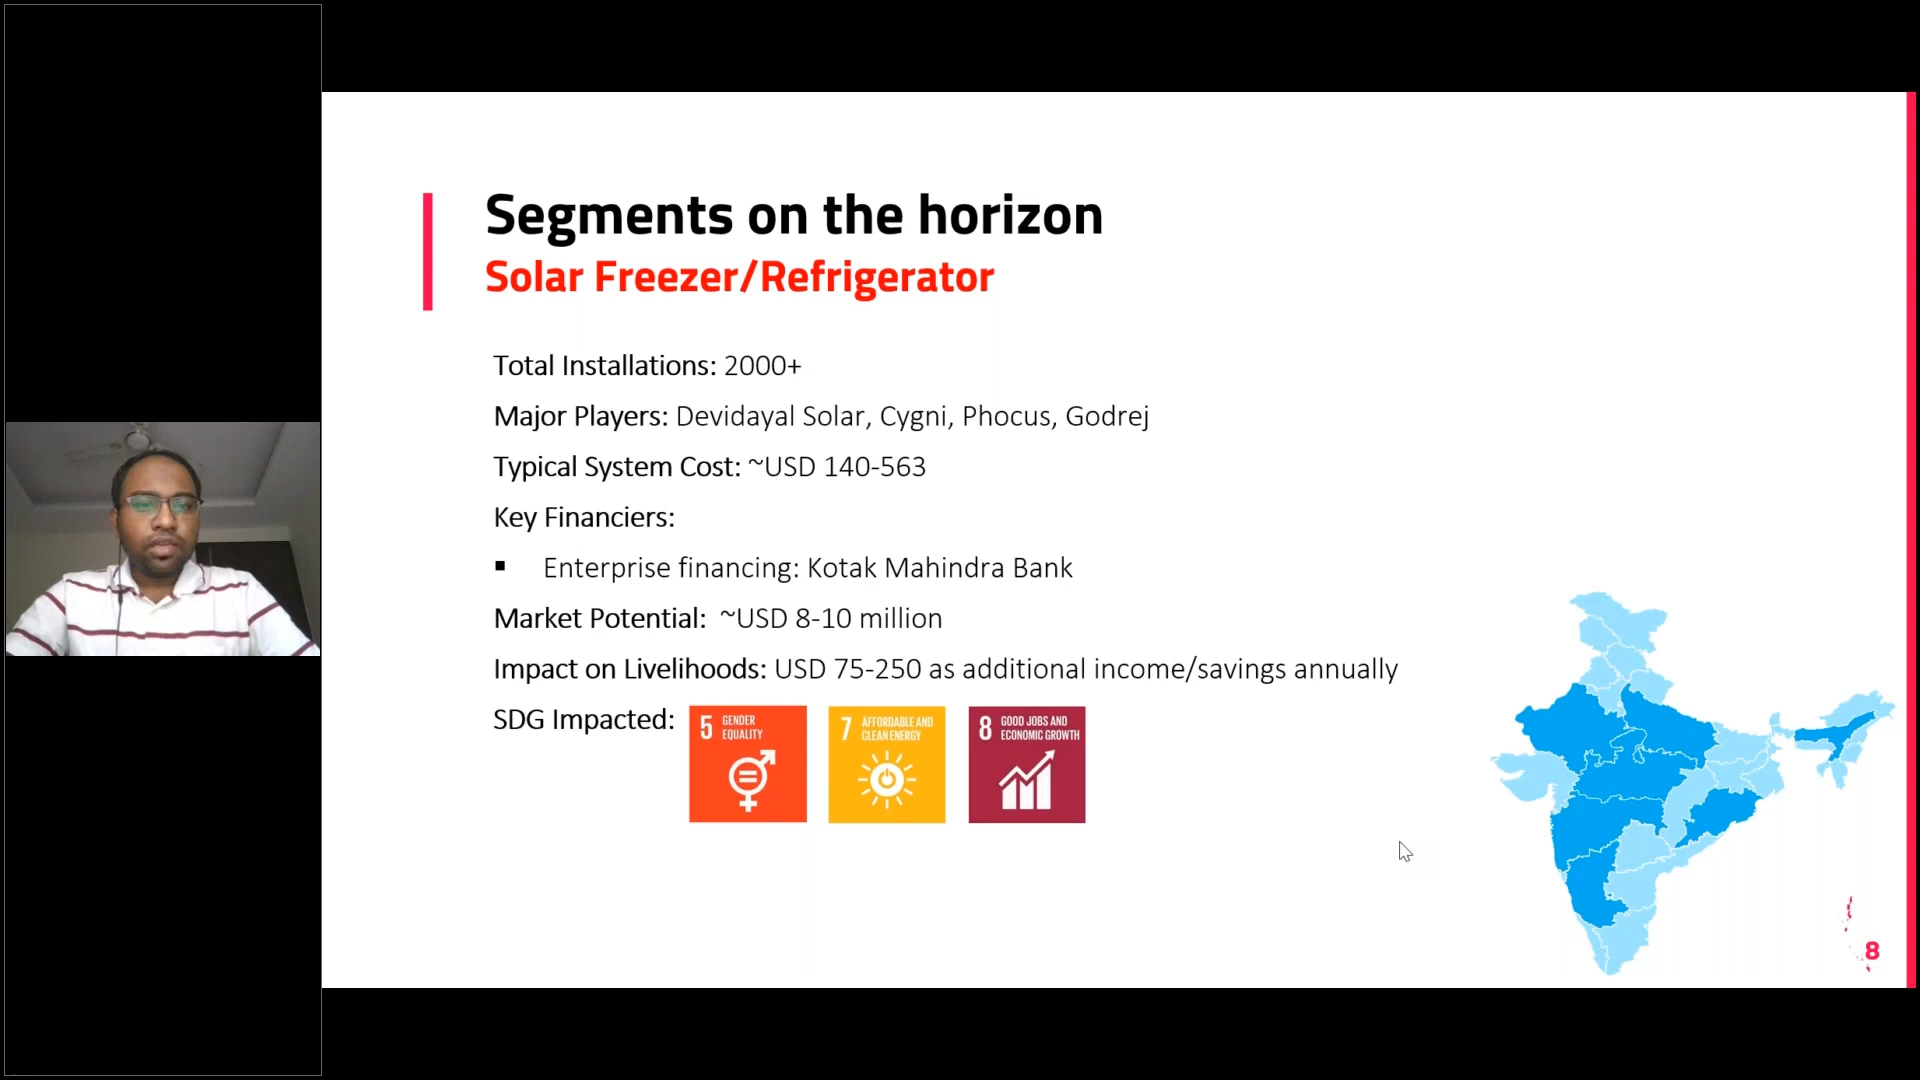 Segments on the horizon
Solar Freezer/Refrigerator
Total Installations: 2000+
Major Players: Devidayal Solar, Cygni, Phocus, Godrej
Typical System Cost: ~USD 140-563
Key Financiers:
▪ Enterprise financing: Kotak Mahindra Bank
Market Potential: ~USD 8-10 million
Impact on Livelihoods: USD 75-250 as additional income/savings annually
SDG Impacted:
5 GENDER
EQUALITY
7 AFFORDABLE AND
CLEAN ENERGY
8 GOOD JOBS AND
ECONOMIC GROWTH
8